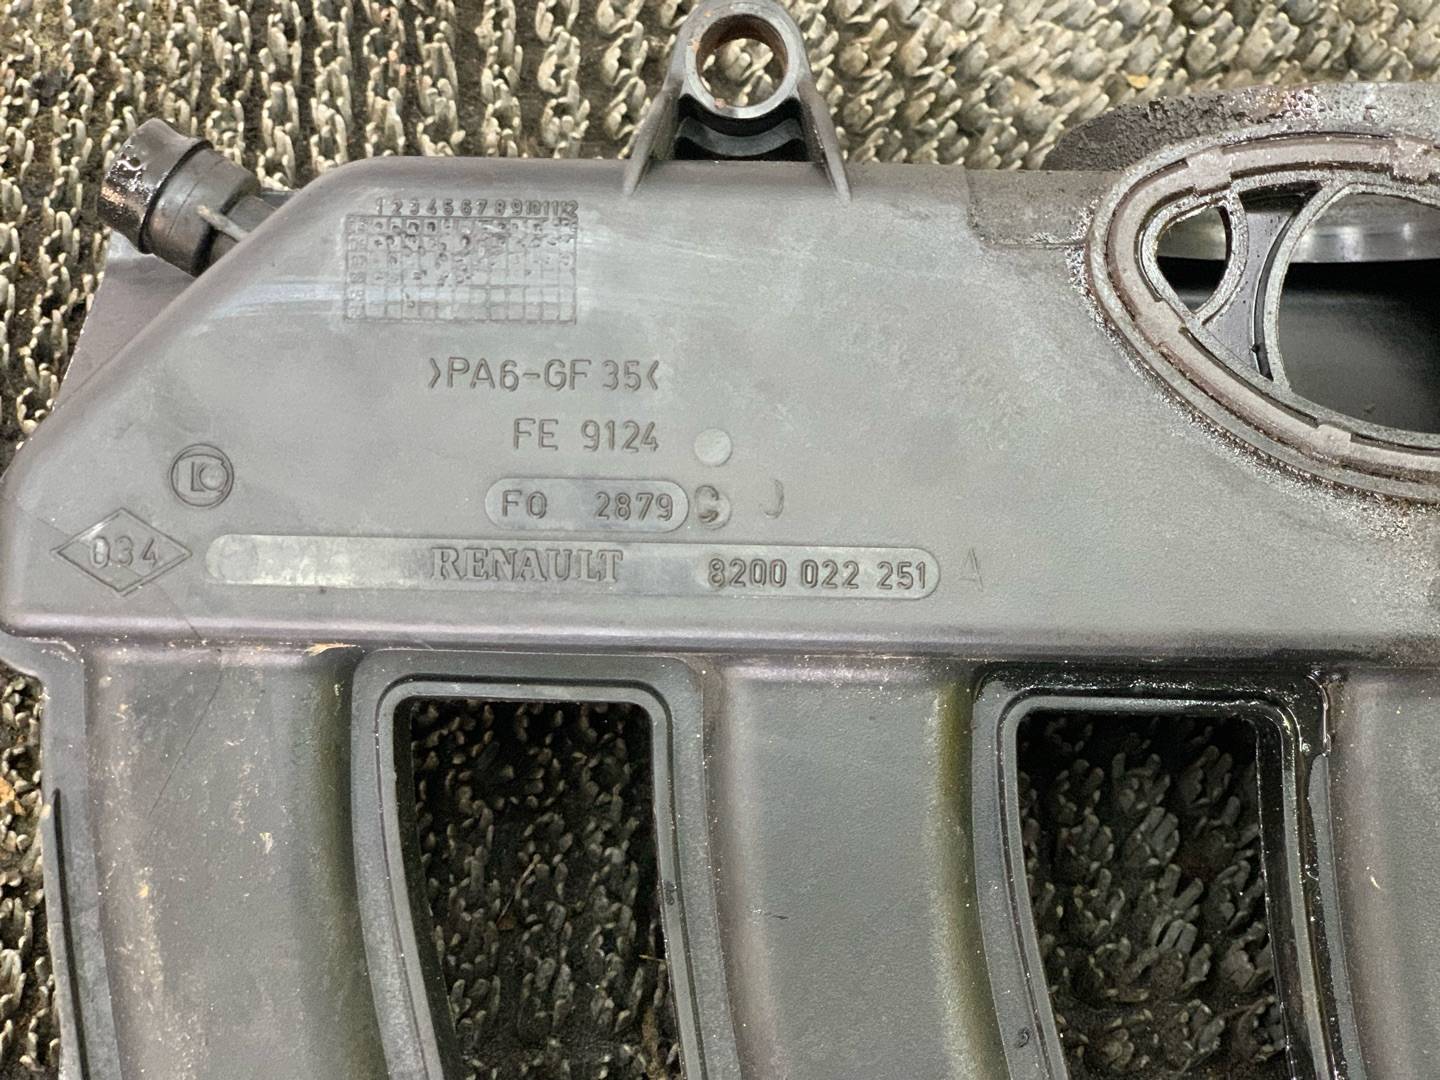 1 2 3 4 5 6 7 8 9 10 11 12
>PA6-GF 35<
FE 9124
FO 2879 C J
034
RENAULT 8200 022 251 A